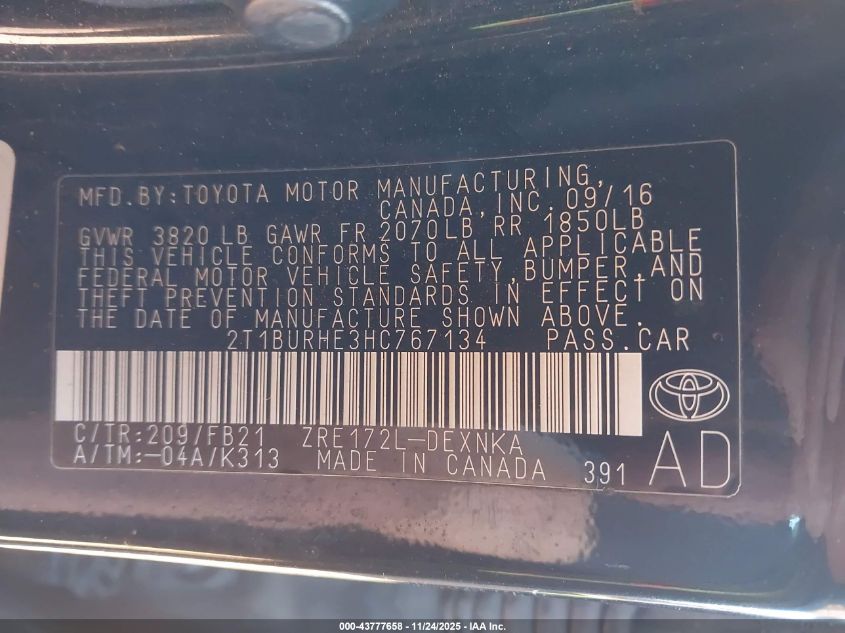 MFD. BY: TOYOTA MOTOR MANUFACTURING,
CANADA, INC. 09/16
GVWR 3820 LB GAWR FR 2070LB RR 1850LB
THIS VEHICLE CONFORMS TO ALL APPLICABLE
FEDERAL MOTOR VEHICLE SAFETY, BUMPER, AND
THEFT PREVENTION STANDARDS IN EFFECT ON
THE DATE OF MANUFACTURE SHOWN ABOVE.
2T1BURHE3HC767134 PASS. CAR
C/TR: 209/FB21 ZRE172L-DEXNKA
A/TM: -04A/K313 MADE IN CANADA 391 AD
000-43777658 - 11/24/2025 - IAA Inc.